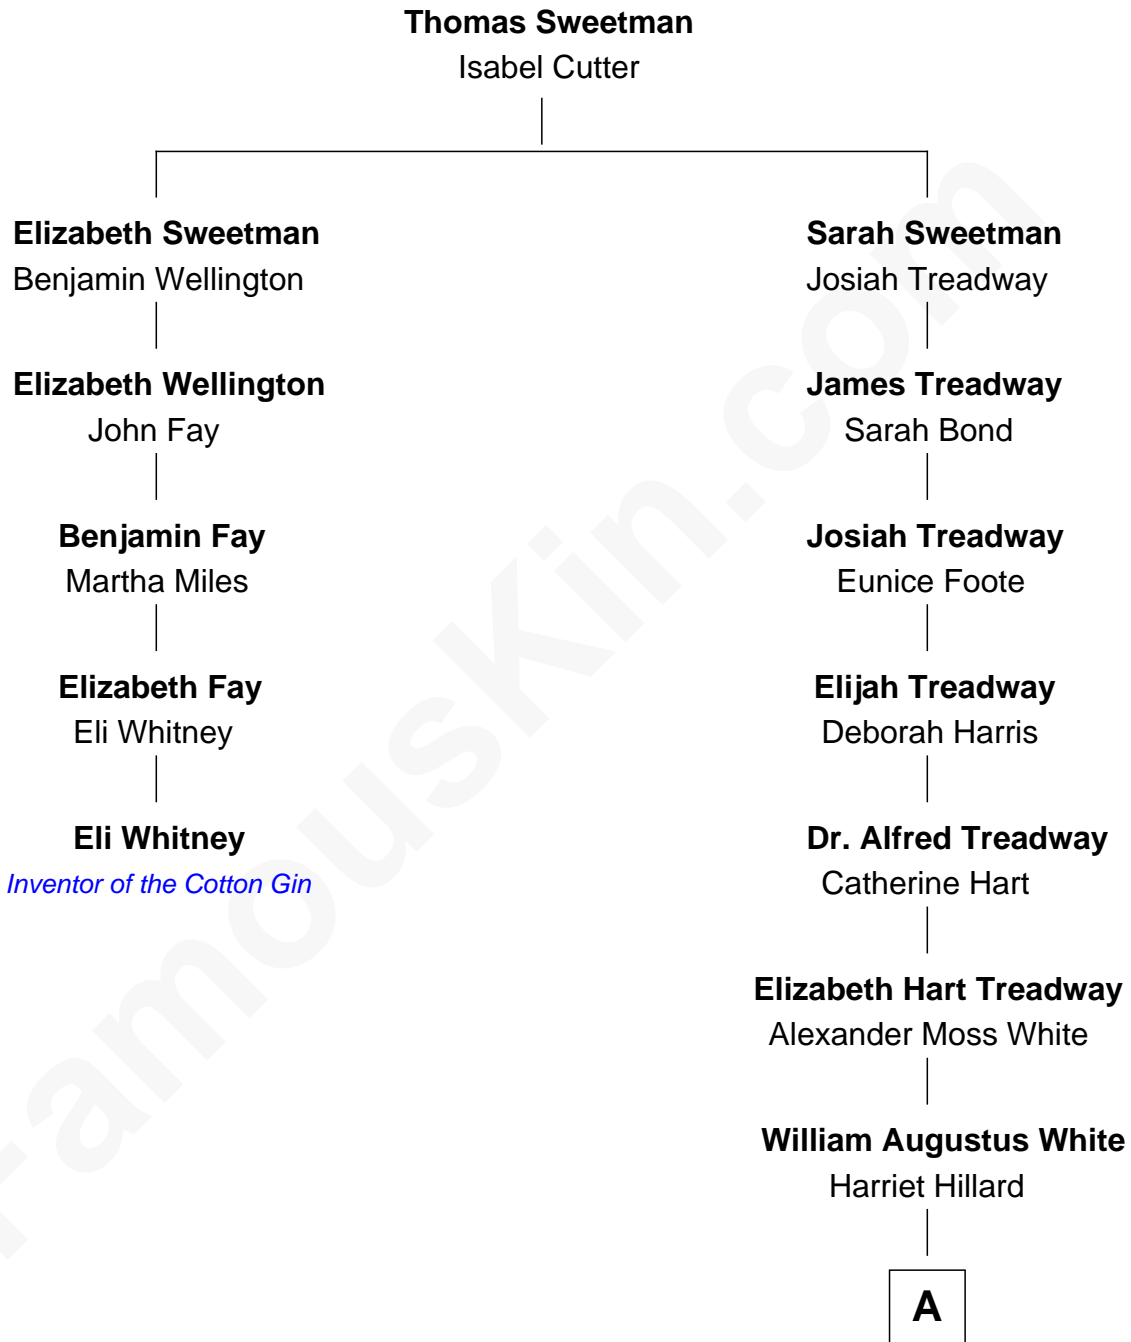 Thomas Sweetman
Isabel Cutter
Elizabeth Sweetman
Benjamin Wellington
Sarah Sweetman
Josiah Treadway
Elizabeth Wellington
John Fay
James Treadway
Sarah Bond
Benjamin Fay
Martha Miles
Josiah Treadway
Eunice Foote
Elizabeth Fay
Eli Whitney
Elijah Treadway
Deborah Harris
Eli Whitney
Inventor of the Cotton Gin
Dr. Alfred Treadway
Catherine Hart
Elizabeth Hart Treadway
Alexander Moss White
William Augustus White
Harriet Hillard
A
FamousKin.com